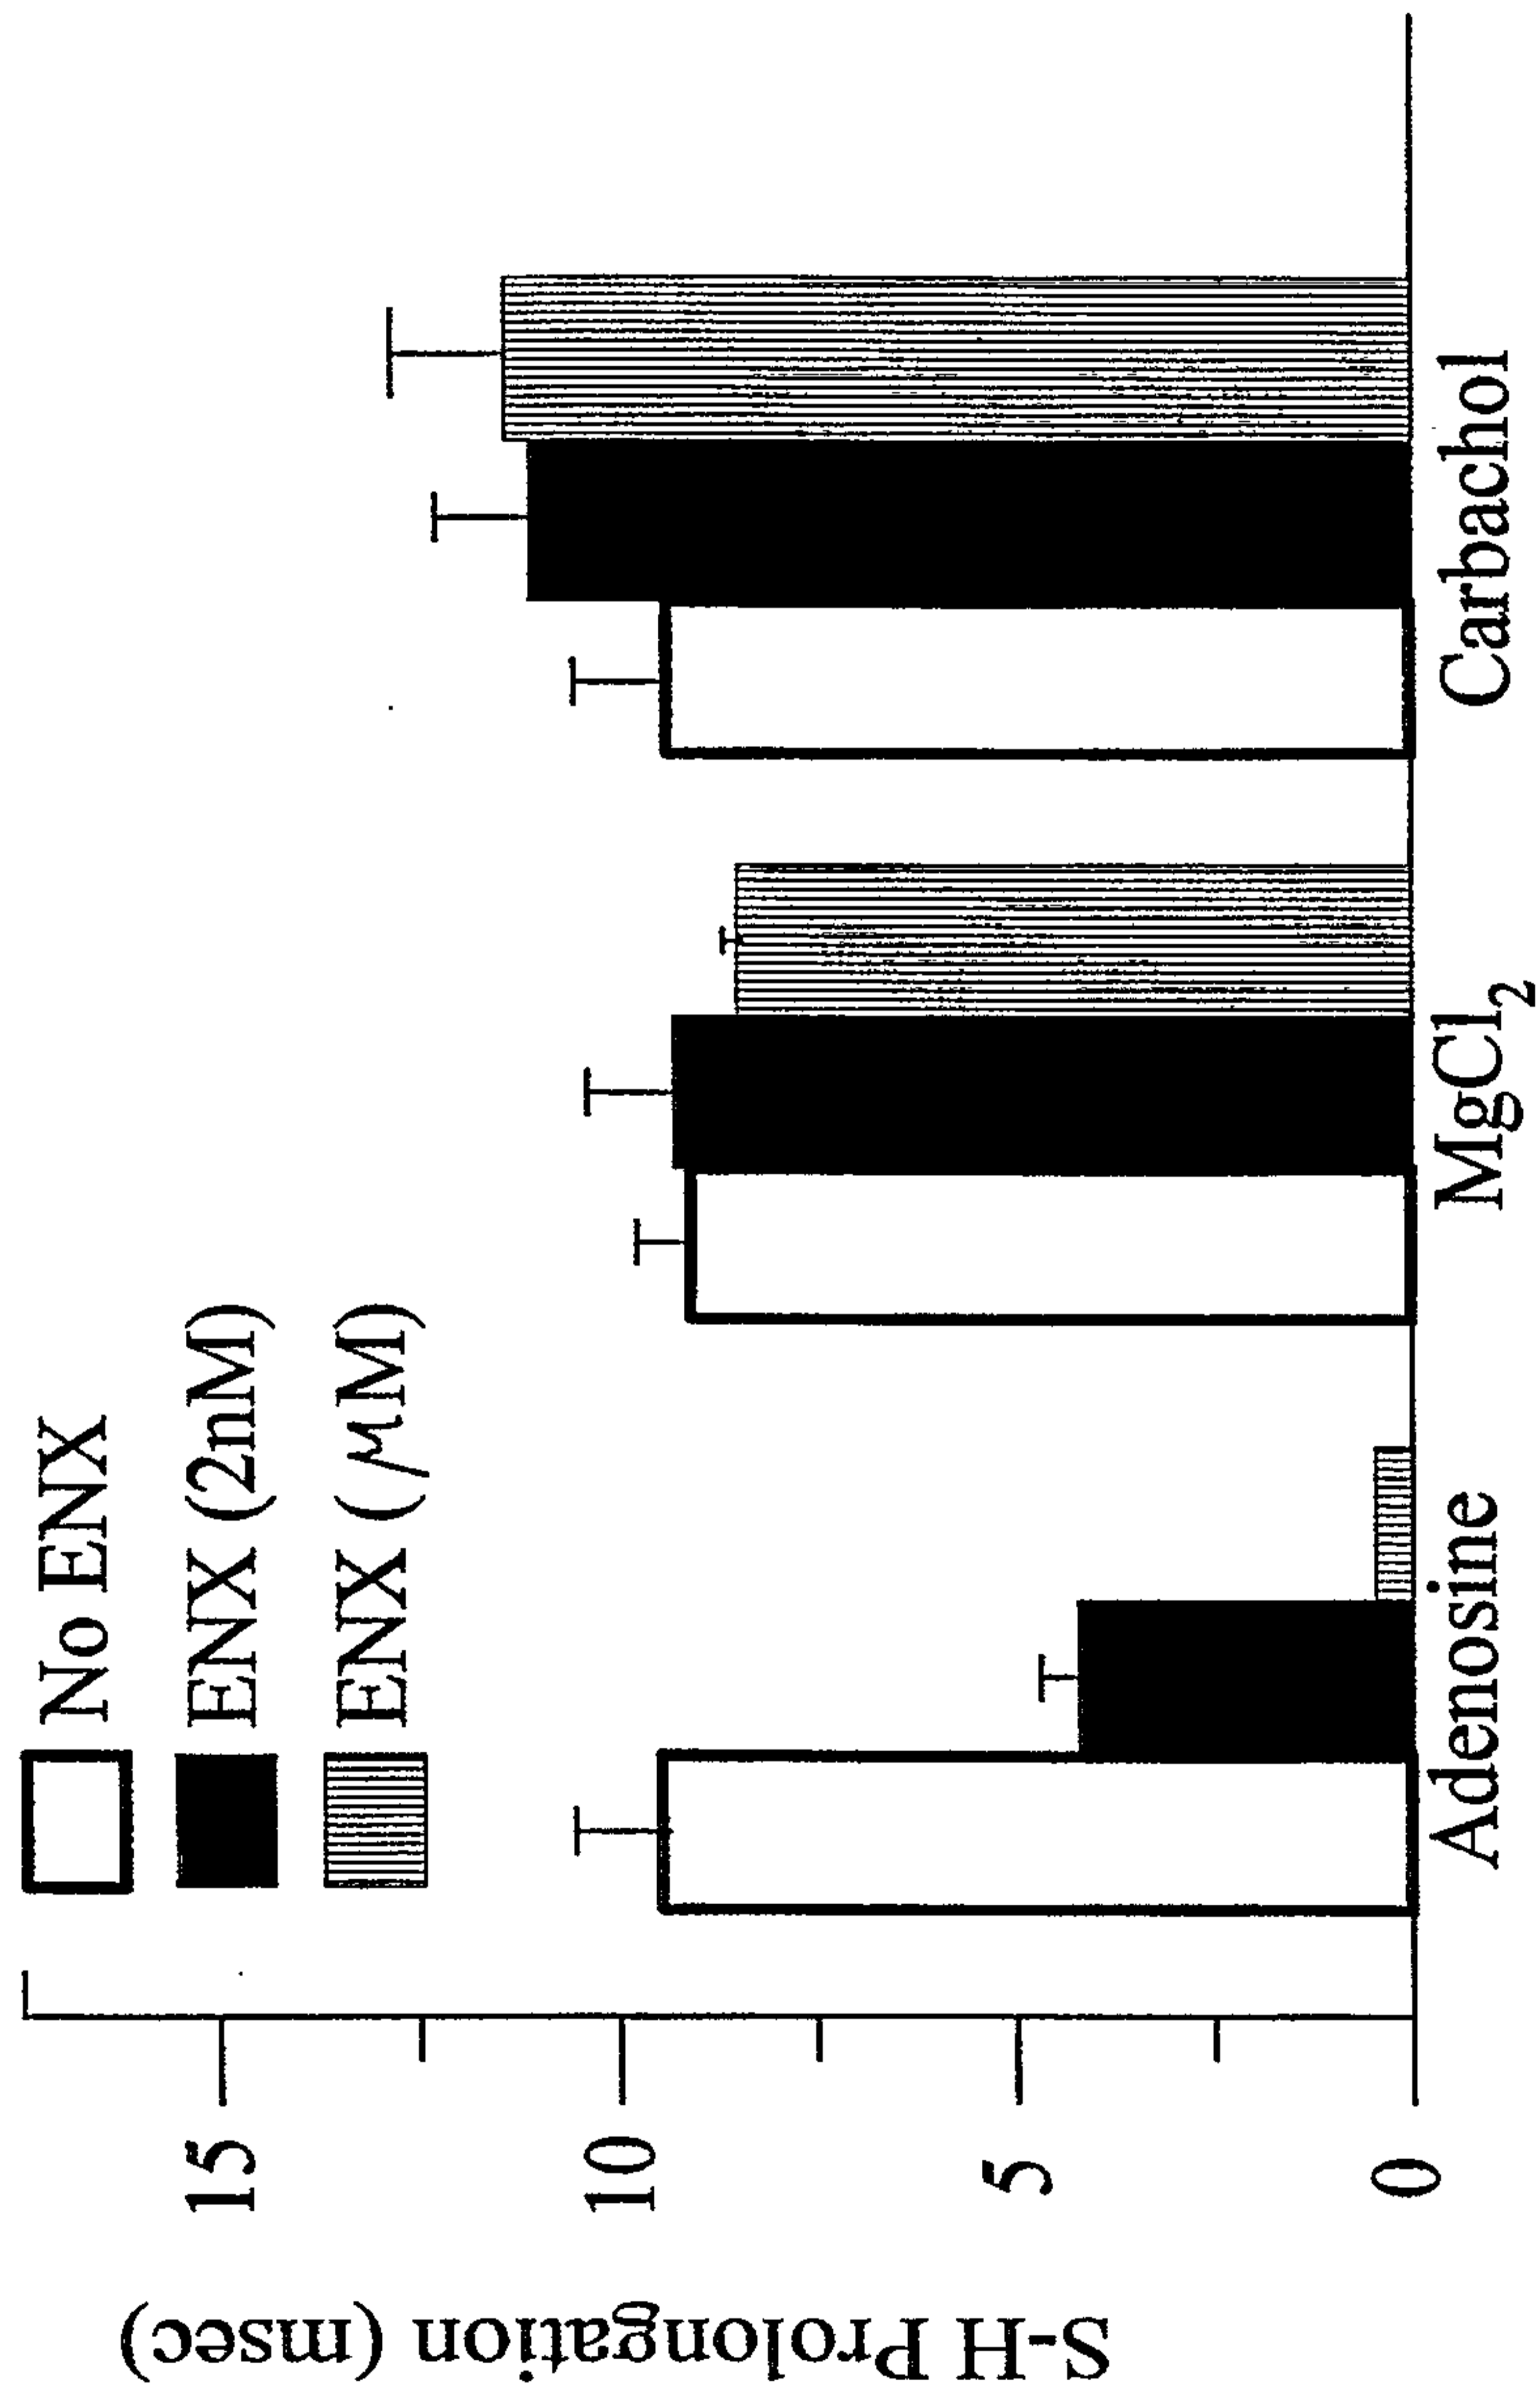 S-H Prolongation (msec)
15
10
5
0
No ENX
ENX (2nM)
ENX (μM)
Adenosine
MgCl2
Carbachol